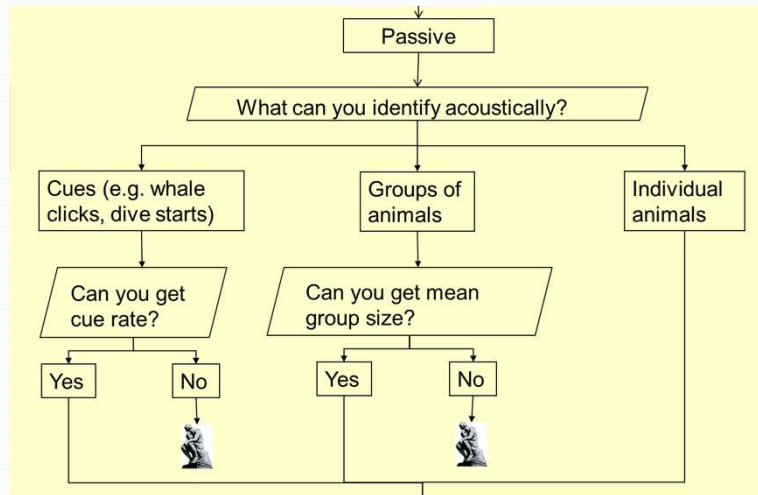 Passive
What can you identify acoustically?
Cues (e.g. whale
clicks, dive starts)
Groups of
animals
Individual
animals
Can you get
cue rate?
Can you get mean
group size?
Yes
No
Yes
No